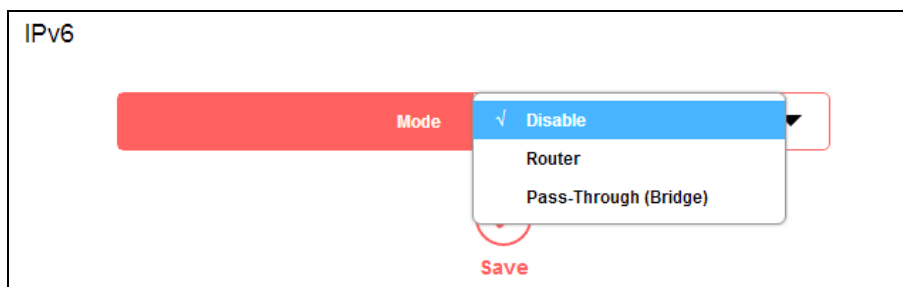 IPv6
Mode
√ Disable
Router
Pass-Through (Bridge)
Save